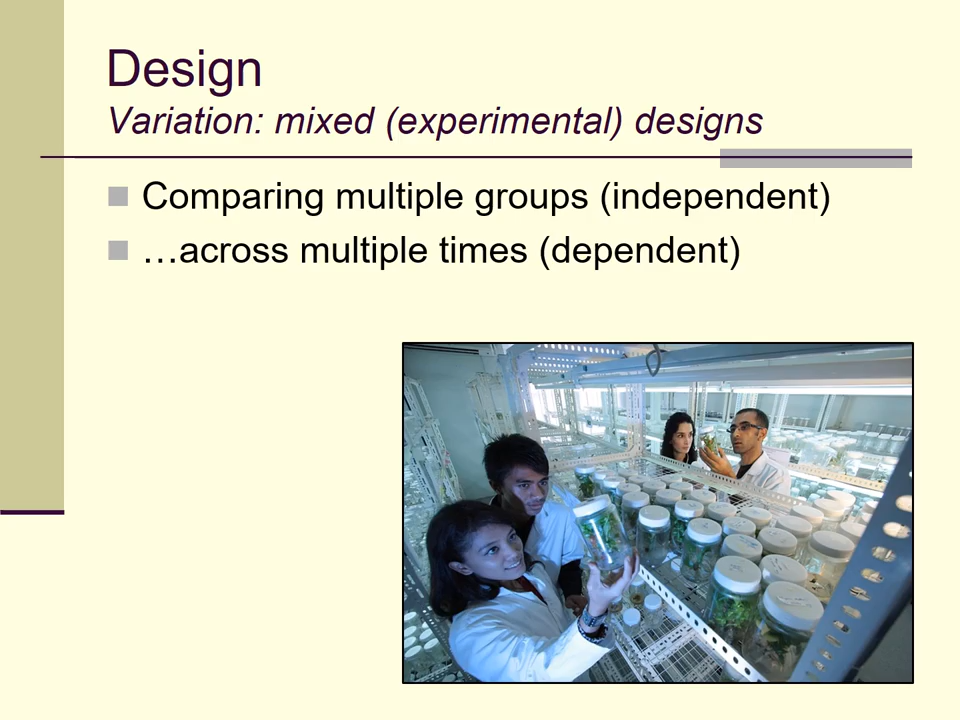 Design
Variation: mixed (experimental) designs
Comparing multiple groups (independent)
…across multiple times (dependent)